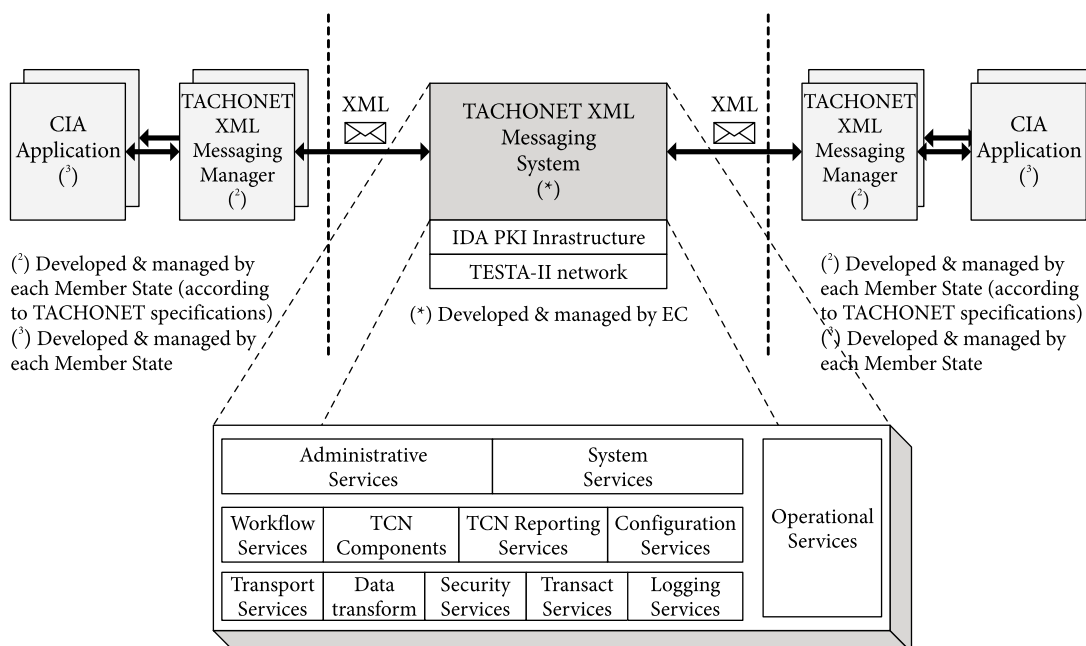 CIA
Application
(³)
TACHONET
XML
Messaging
Manager
(²)
XML
TACHONET XML
Messaging
System
(*)
IDA PKI Inrastructure
TESTA-II network
(*) Developed & managed by EC
XML
TACHONET
XML
Messaging
Manager
(²)
CIA
Application
(³)
(²) Developed & managed by
each Member State (according
to TACHONET specifications)
(³) Developed & managed by
each Member State
(²) Developed & managed by
each Member State (according
to TACHONET specifications)
(³) Developed & managed by
each Member State
Administrative
Services
System
Services
Workflow
Services
TCN
Components
TCN Reporting
Services
Configuration
Services
Transport
Services
Data
transform
Security
Services
Transact
Services
Logging
Services
Operational
Services